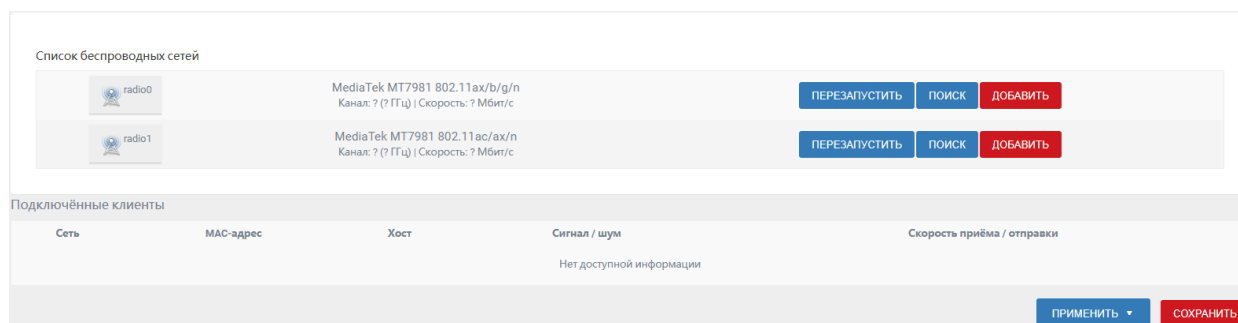 Список беспроводных сетей
radio0
MediaTek MT7981 802.11ax/b/g/n
Канал: ? (? ГГц) | Скорость: ? Мбит/с
ПЕРЕЗАПУСТИТЬ ПОИСК ДОБАВИТЬ
radio1
MediaTek MT7981 802.11ac/ax/n
Канал: ? (? ГГц) | Скорость: ? Мбит/с
ПЕРЕЗАПУСТИТЬ ПОИСК ДОБАВИТЬ
Подключённые клиенты
Сеть MAC-адрес Хост Сигнал / шум Скорость приёма / отправки
Нет доступной информации
ПРИМЕНИТЬ СОХРАНИТЬ